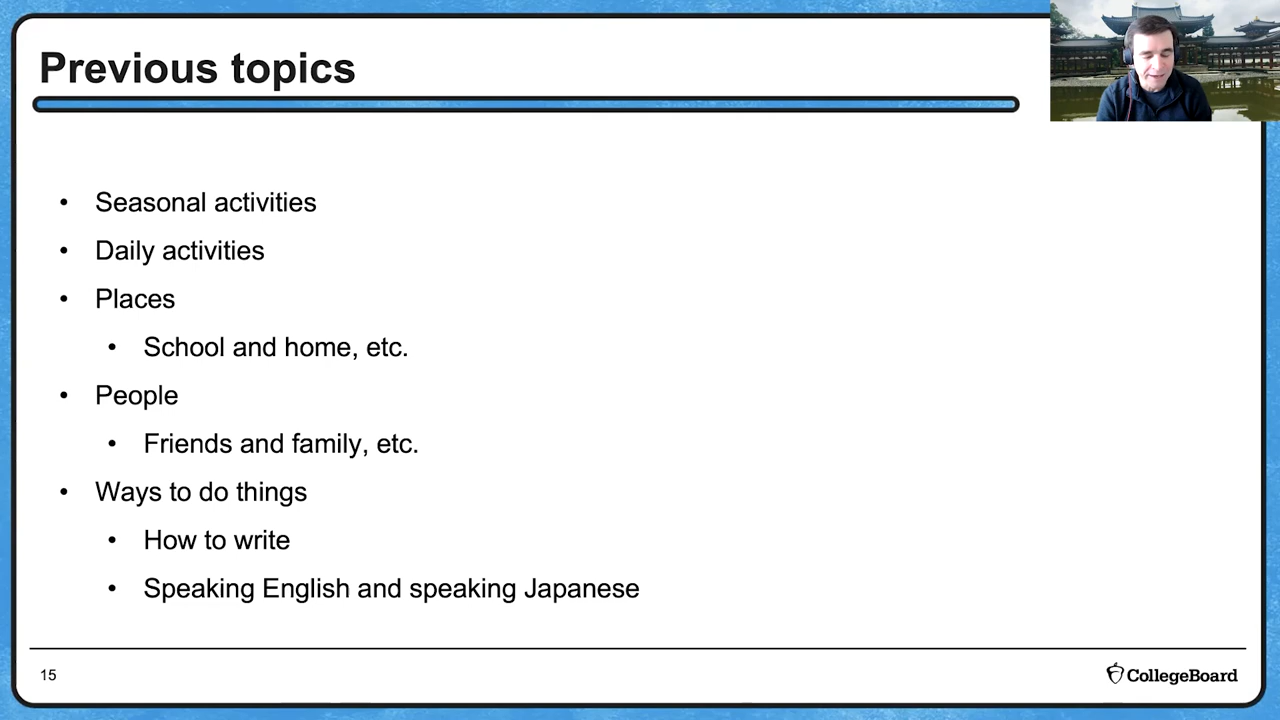 Previous topics
• Seasonal activities
• Daily activities
• Places
• School and home, etc.
• People
• Friends and family, etc.
• Ways to do things
• How to write
• Speaking English and speaking Japanese
15
CollegeBoard